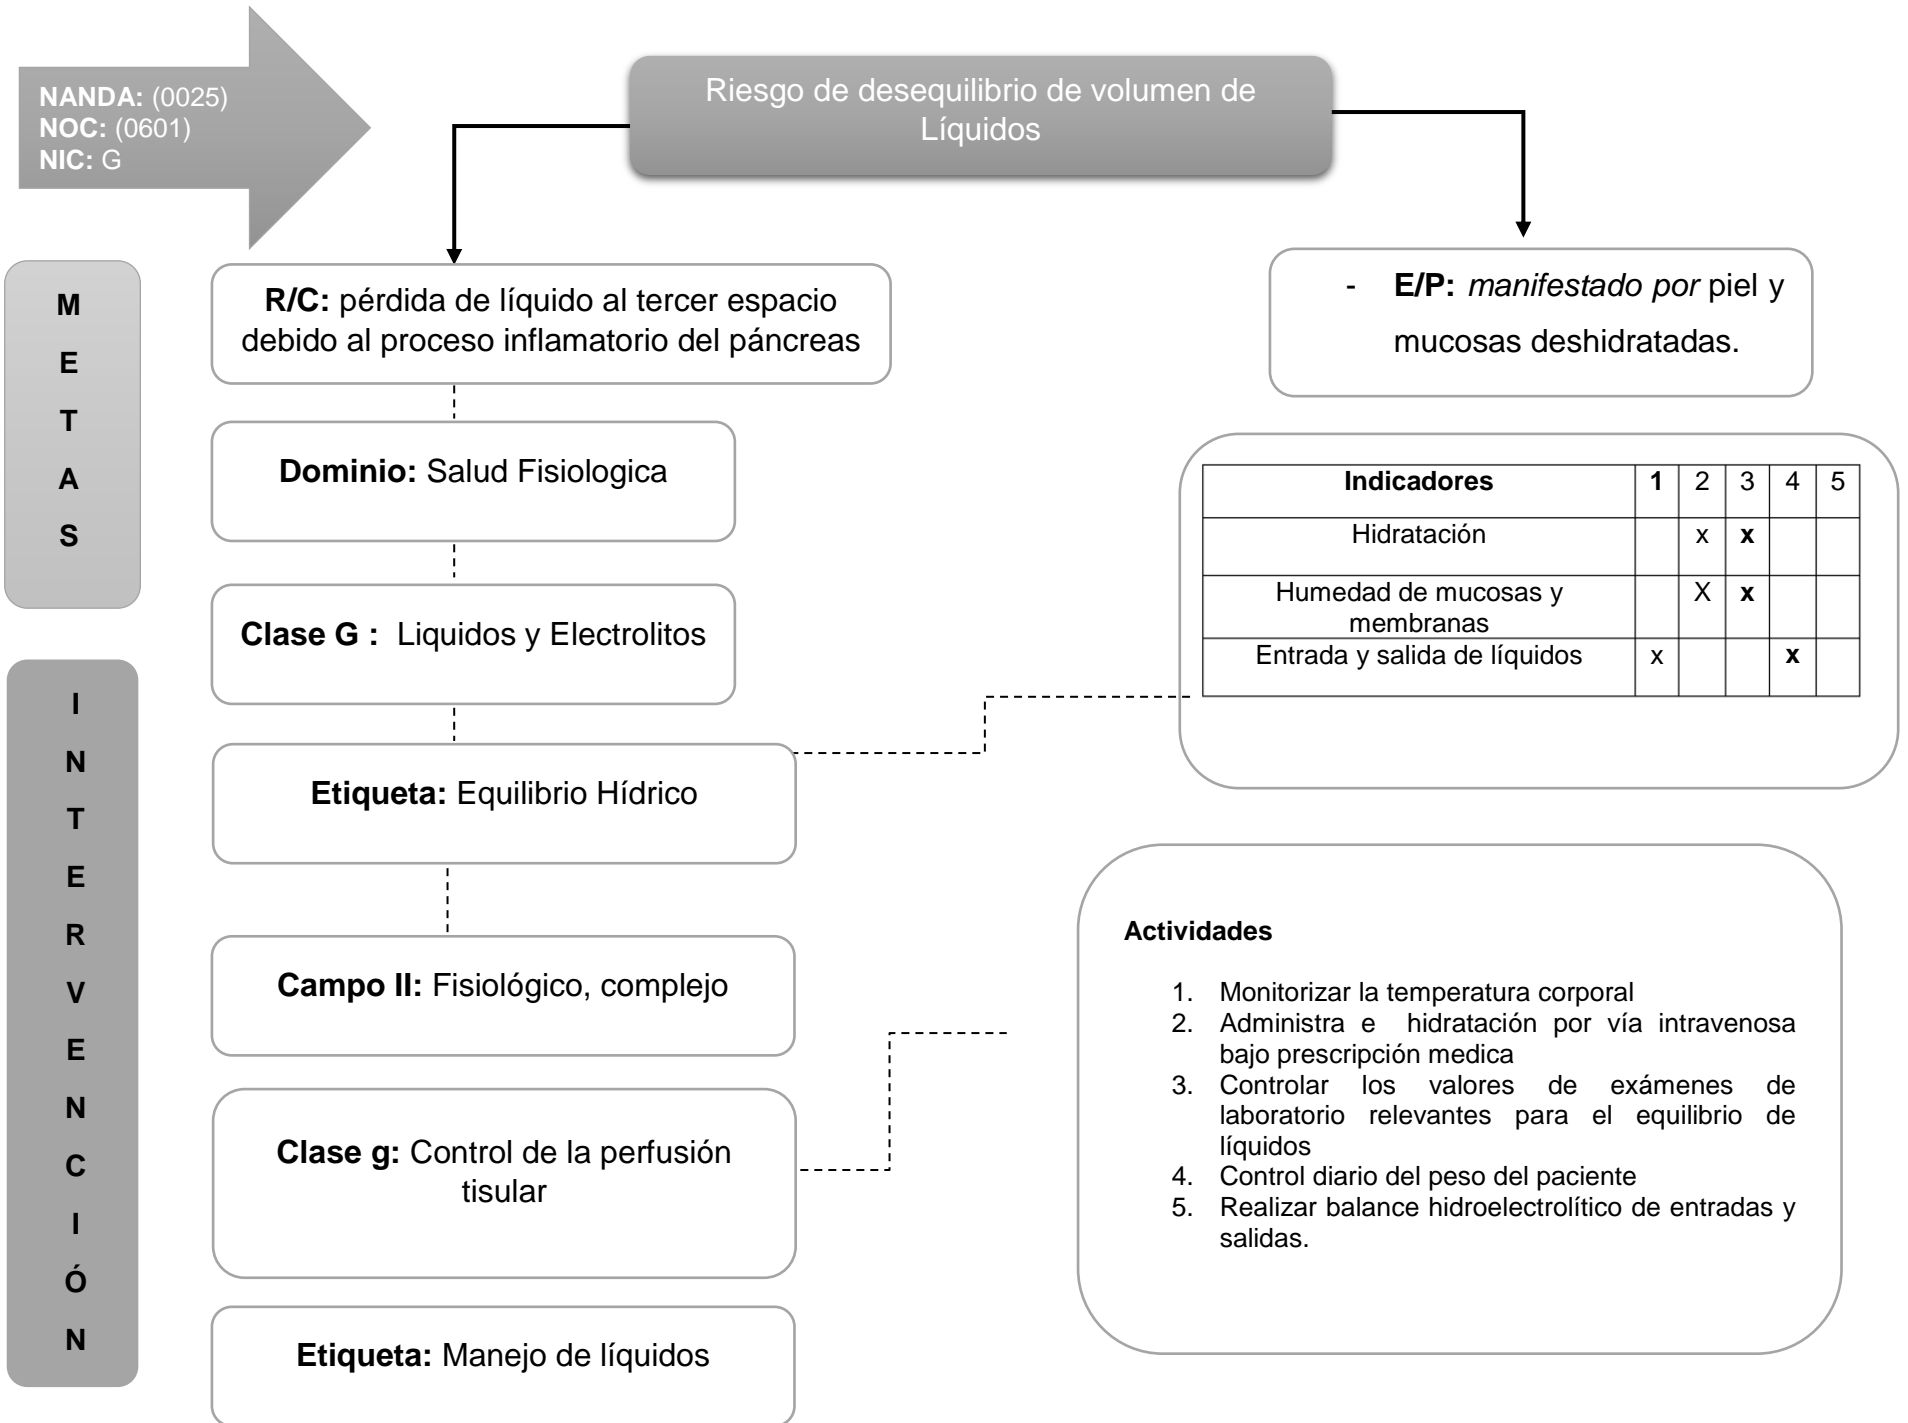 NANDA: (0025)
NOC: (0601)
NIC: G
Riesgo de desequilibrio de volumen de
Líquidos
M
E
T
A
S
R/C: pérdida de líquido al tercer espacio
debido al proceso inflamatorio del páncreas
- E/P: manifestado por piel y
mucosas deshidratadas.
Dominio: Salud Fisiologica
Clase G : Liquidos y Electrolitos
Etiqueta: Equilibrio Hídrico
Indicadores 1 2 3 4 5
Hidratación x x
Humedad de mucosas y X x
membranas
Entrada y salida de líquidos x x
I
N
T
E
R
V
E
N
C
I
Ó
N
Campo II: Fisiológico, complejo
Clase g: Control de la perfusión
tisular
Etiqueta: Manejo de líquidos
Actividades
1. Monitorizar la temperatura corporal
2. Administra e hidratación por vía intravenosa
bajo prescripción medica
3. Controlar los valores de exámenes de
laboratorio relevantes para el equilibrio de
líquidos
4. Control diario del peso del paciente
5. Realizar balance hidroelectrolítico de entradas y
salidas.